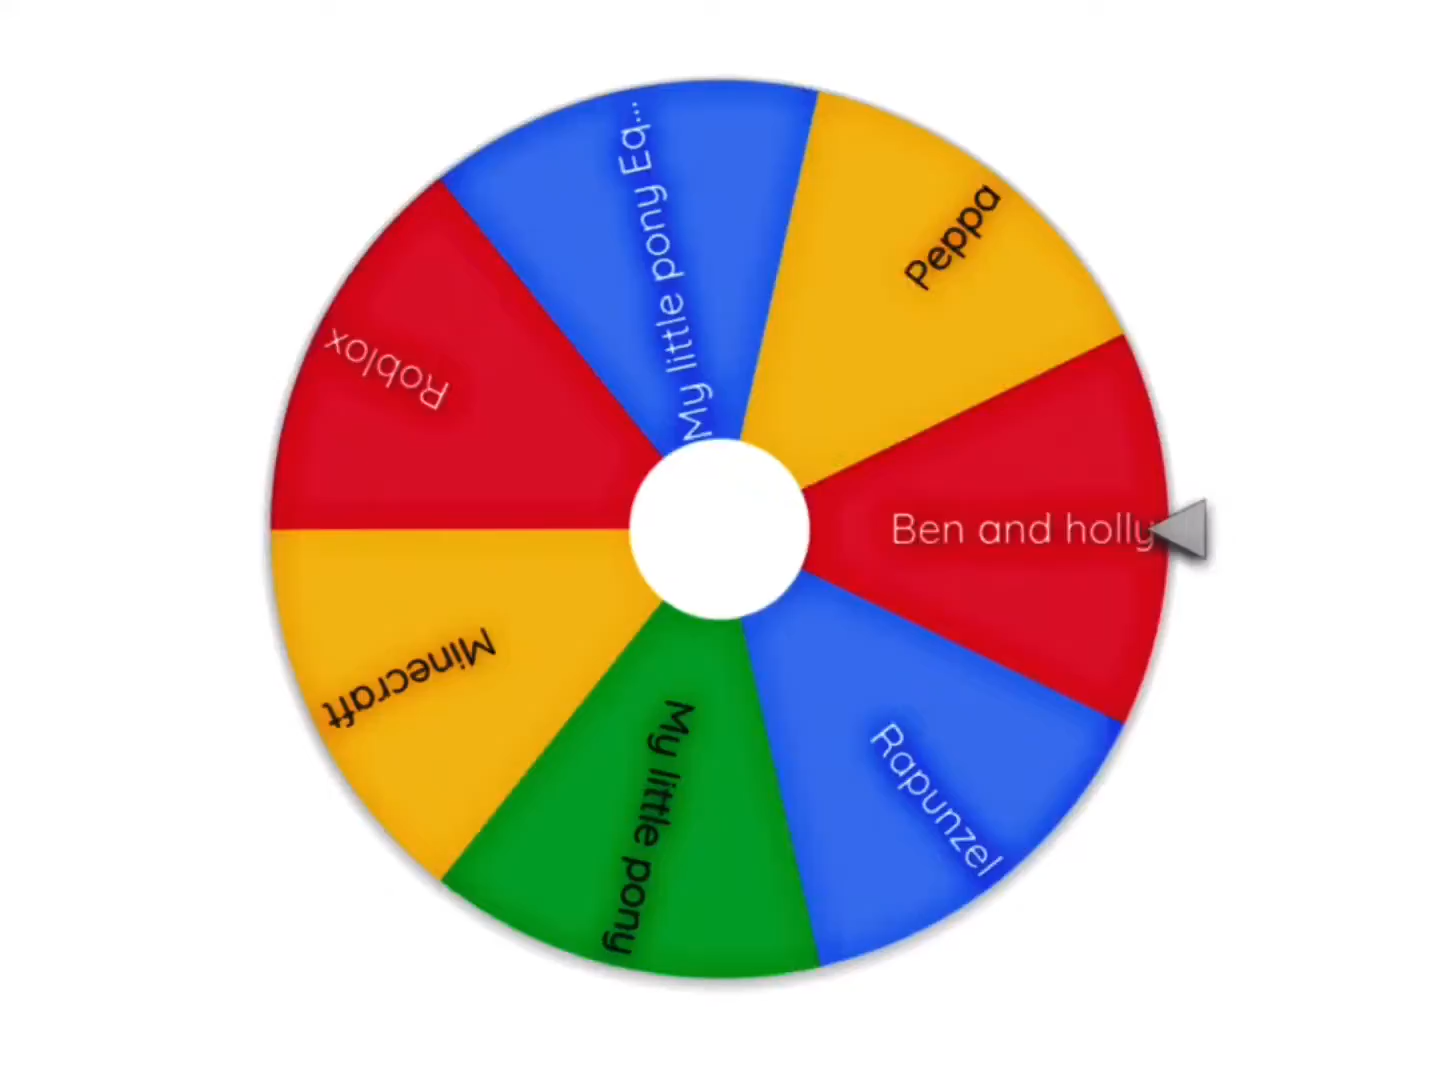 My little pony Eq...
Peppa
Roblox
Ben and holly
Minecraft
My little pony
Rapunzel